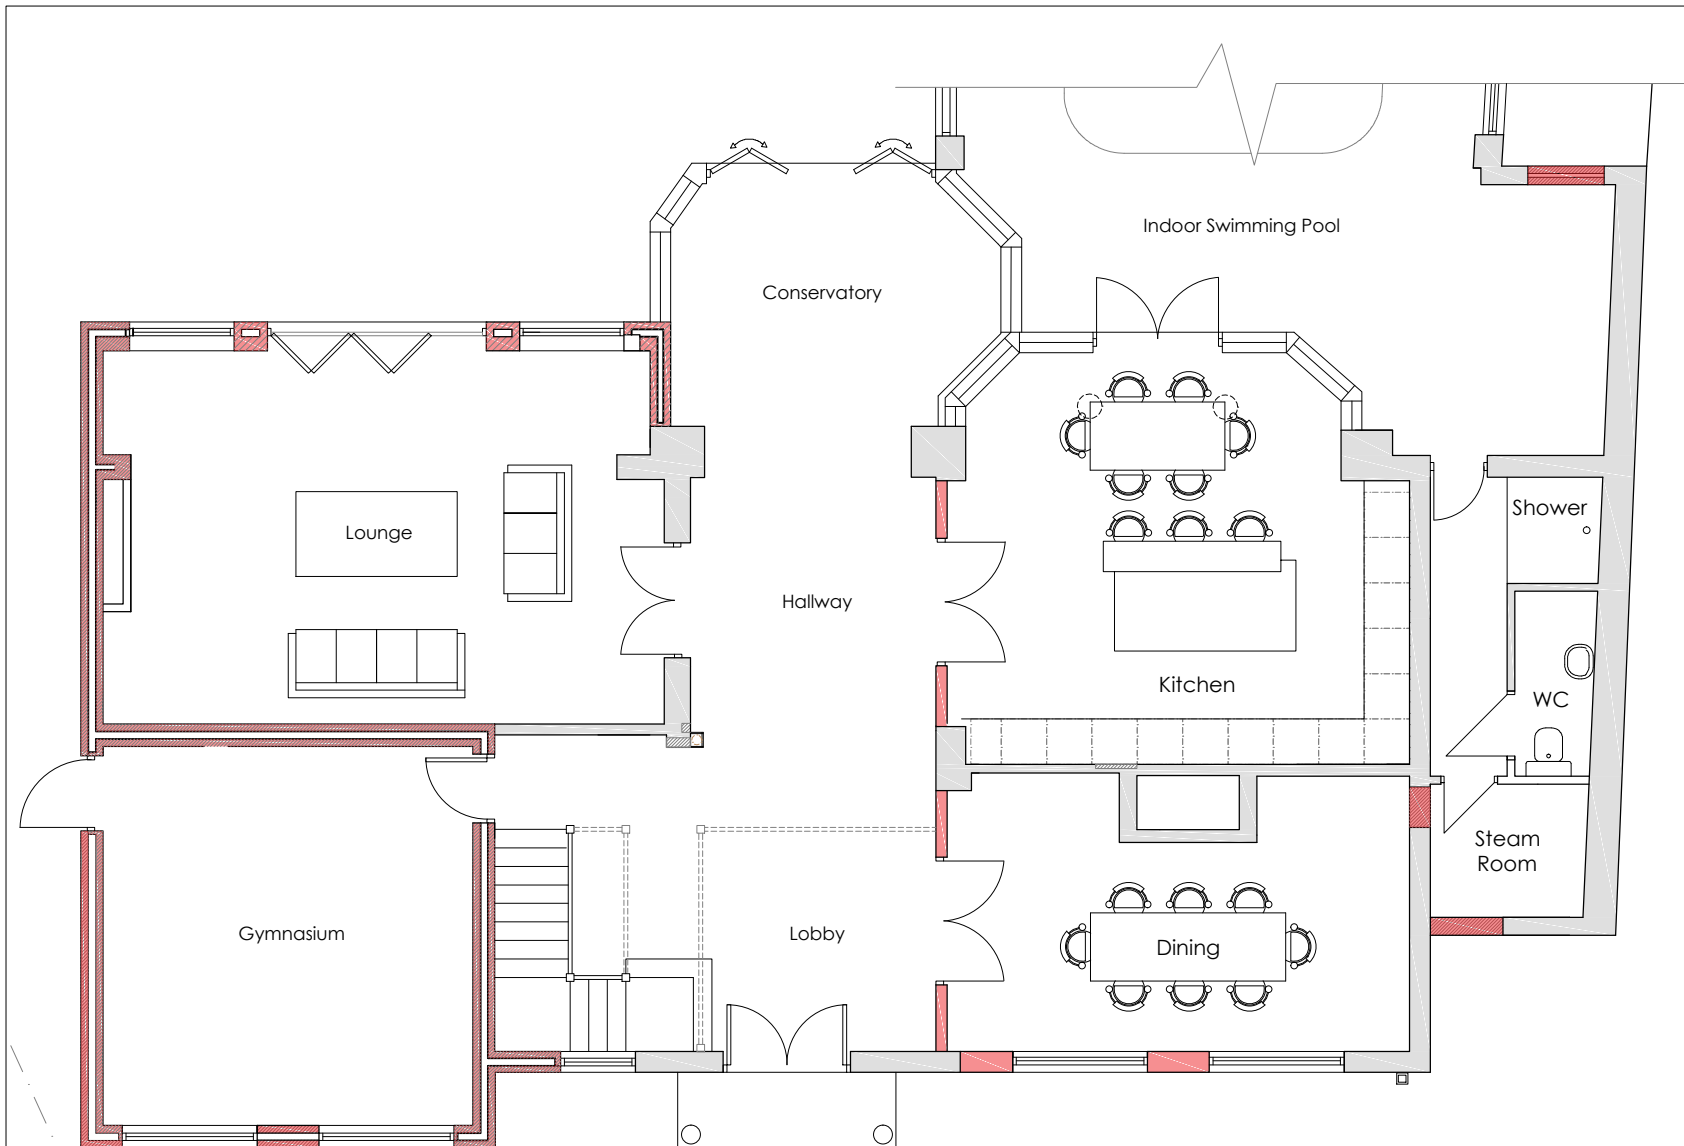 Indoor Swimming Pool
Conservatory
Shower
Lounge
Hallway
Kitchen
WC
Steam
Room
Gymnasium
Lobby
Dining